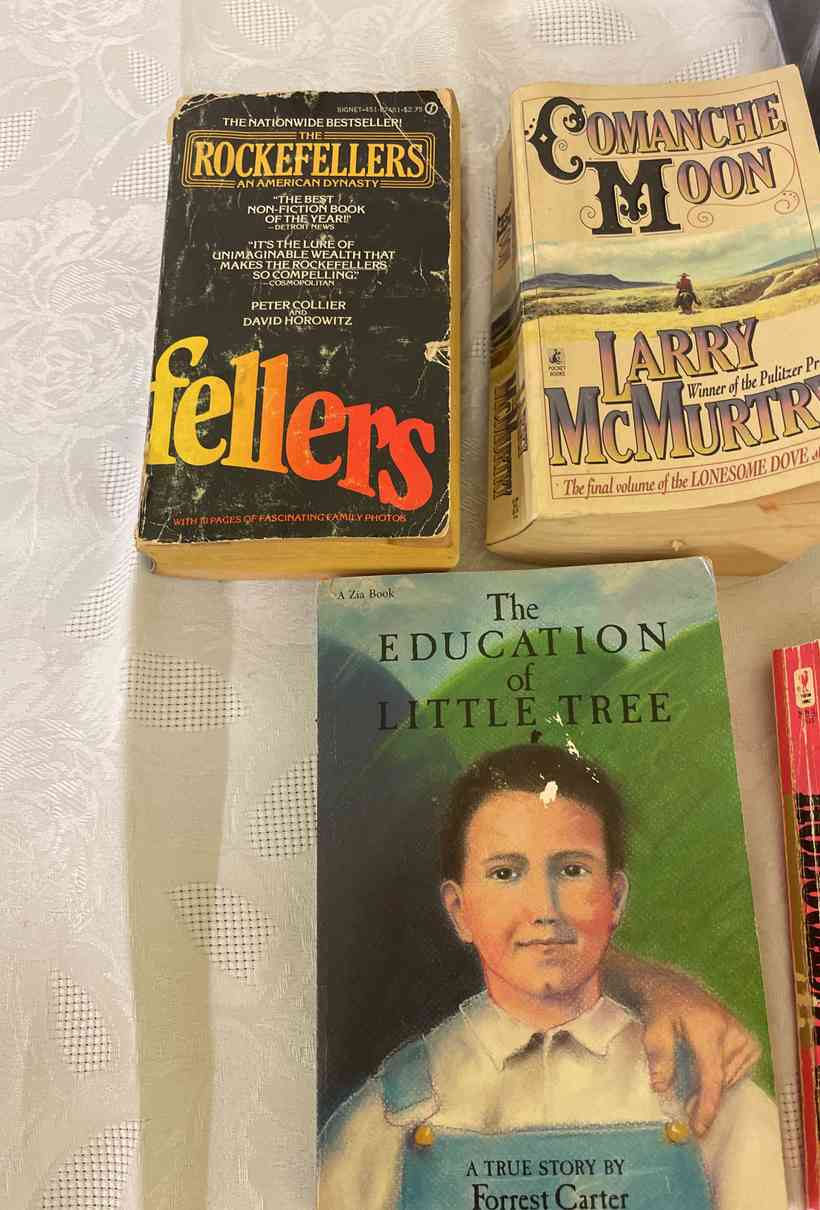 THE NATIONWIDE BESTSELLER!
THE
ROCKEFELLERS
AN AMERICAN DYNASTY
"THE BEST
NON-FICTION BOOK
OF THE YEAR!!"
—DETROIT NEWS
"IT'S THE LURE OF
UNIMAGINABLE WEALTH THAT
MAKES THE ROCKEFELLERS
SO COMPELLING."
—COSMOPOLITAN
PETER COLLIER
AND
DAVID HOROWITZ
fellers
PAGES OF FASCINATING FAMILY PHOTOS
COMANCHE
MOON
POCKET
BOOKS
LARRY
Winner of the Pulitzer Pr
MCMURTRY
The final volume of the LONESOME DOVE
A Zia Book
The
EDUCATION
of
LITTLE TREE
A TRUE STORY BY
Forrest Carter